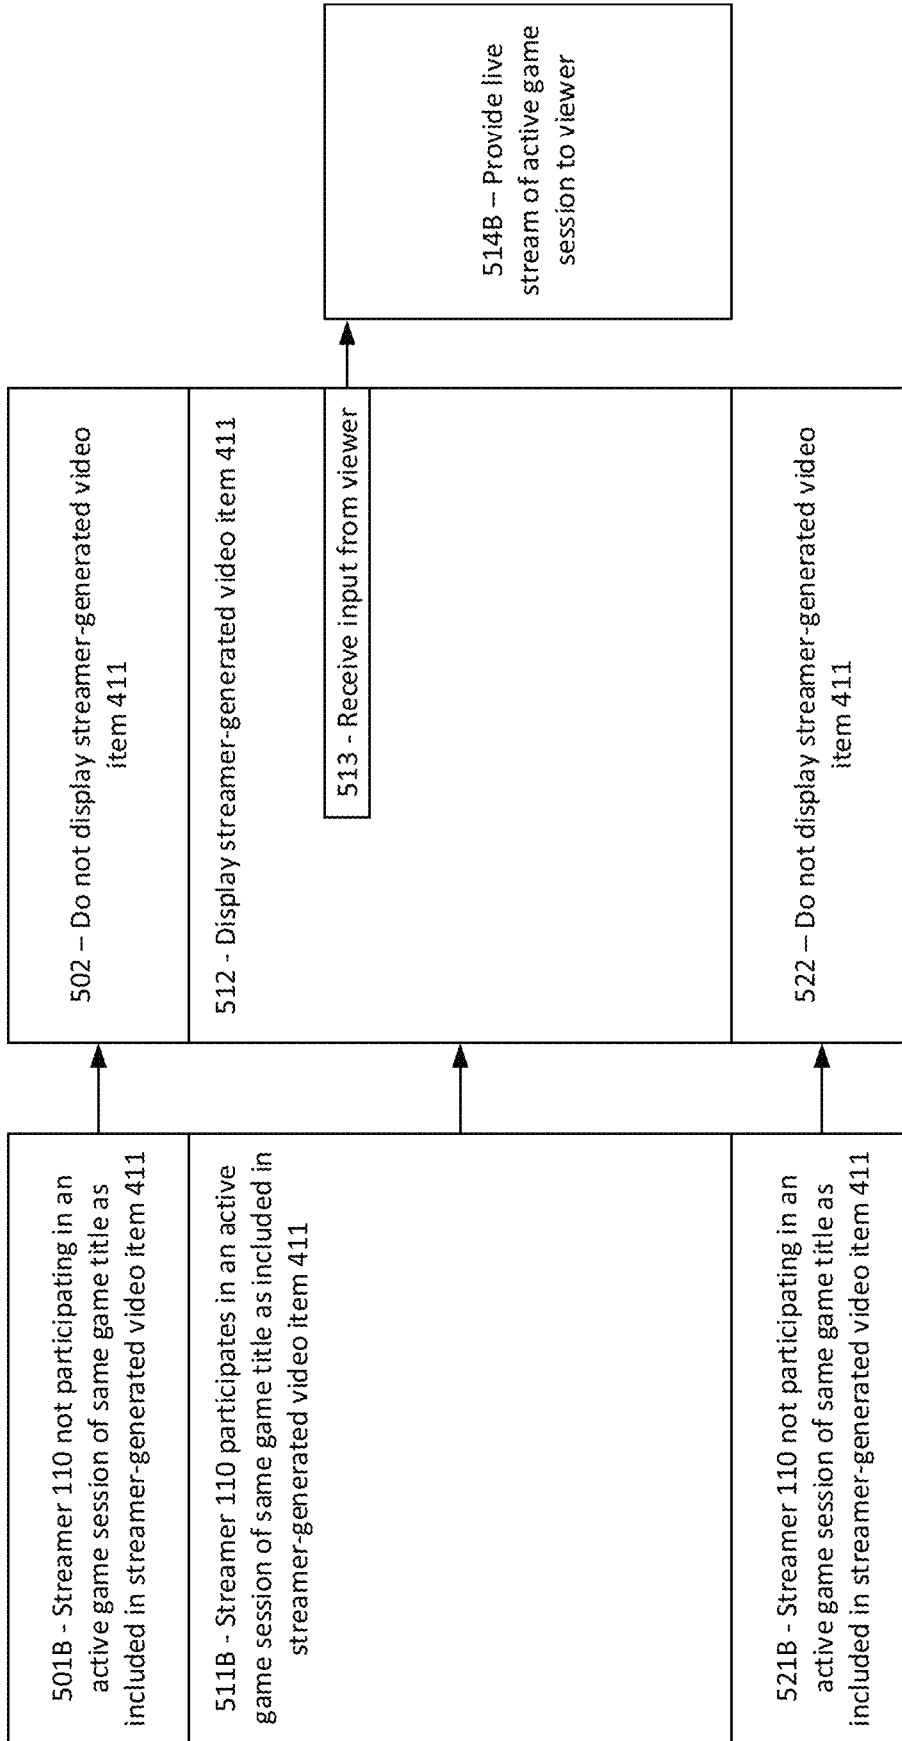 501B - Streamer 110 not participating in an
active game session of same game title as
included in streamer-generated video item 411
502 – Do not display streamer-generated video
item 411
511B - Streamer 110 participates in an active
game session of same game title as included in
streamer-generated video item 411
512 - Display streamer-generated video item 411
513 - Receive input from viewer
514B – Provide live
stream of active game
session to viewer
521B - Streamer 110 not participating in an
active game session of same game title as
included in streamer-generated video item 411
522 – Do not display streamer-generated video
item 411